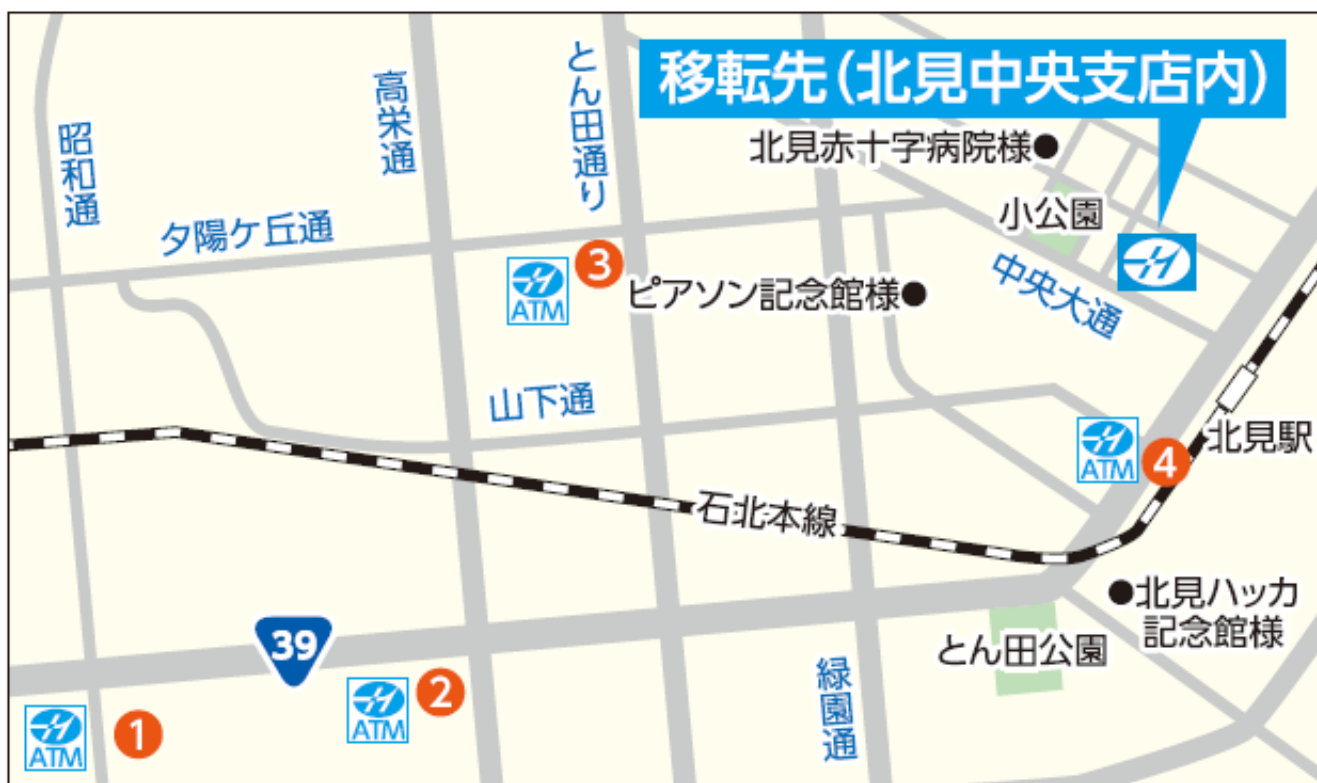 移転先(北見中央支店内)
北見赤十字病院様●
小公園
中央大通
とん田通り
高栄通
昭和通
夕陽ケ丘通
ATM
3
ピアソン記念館様●
山下通
北見駅
ATM
4
石北本線
●北見ハッカ
記念館様
とん田公園
緑園通
39
ATM
2
ATM
1